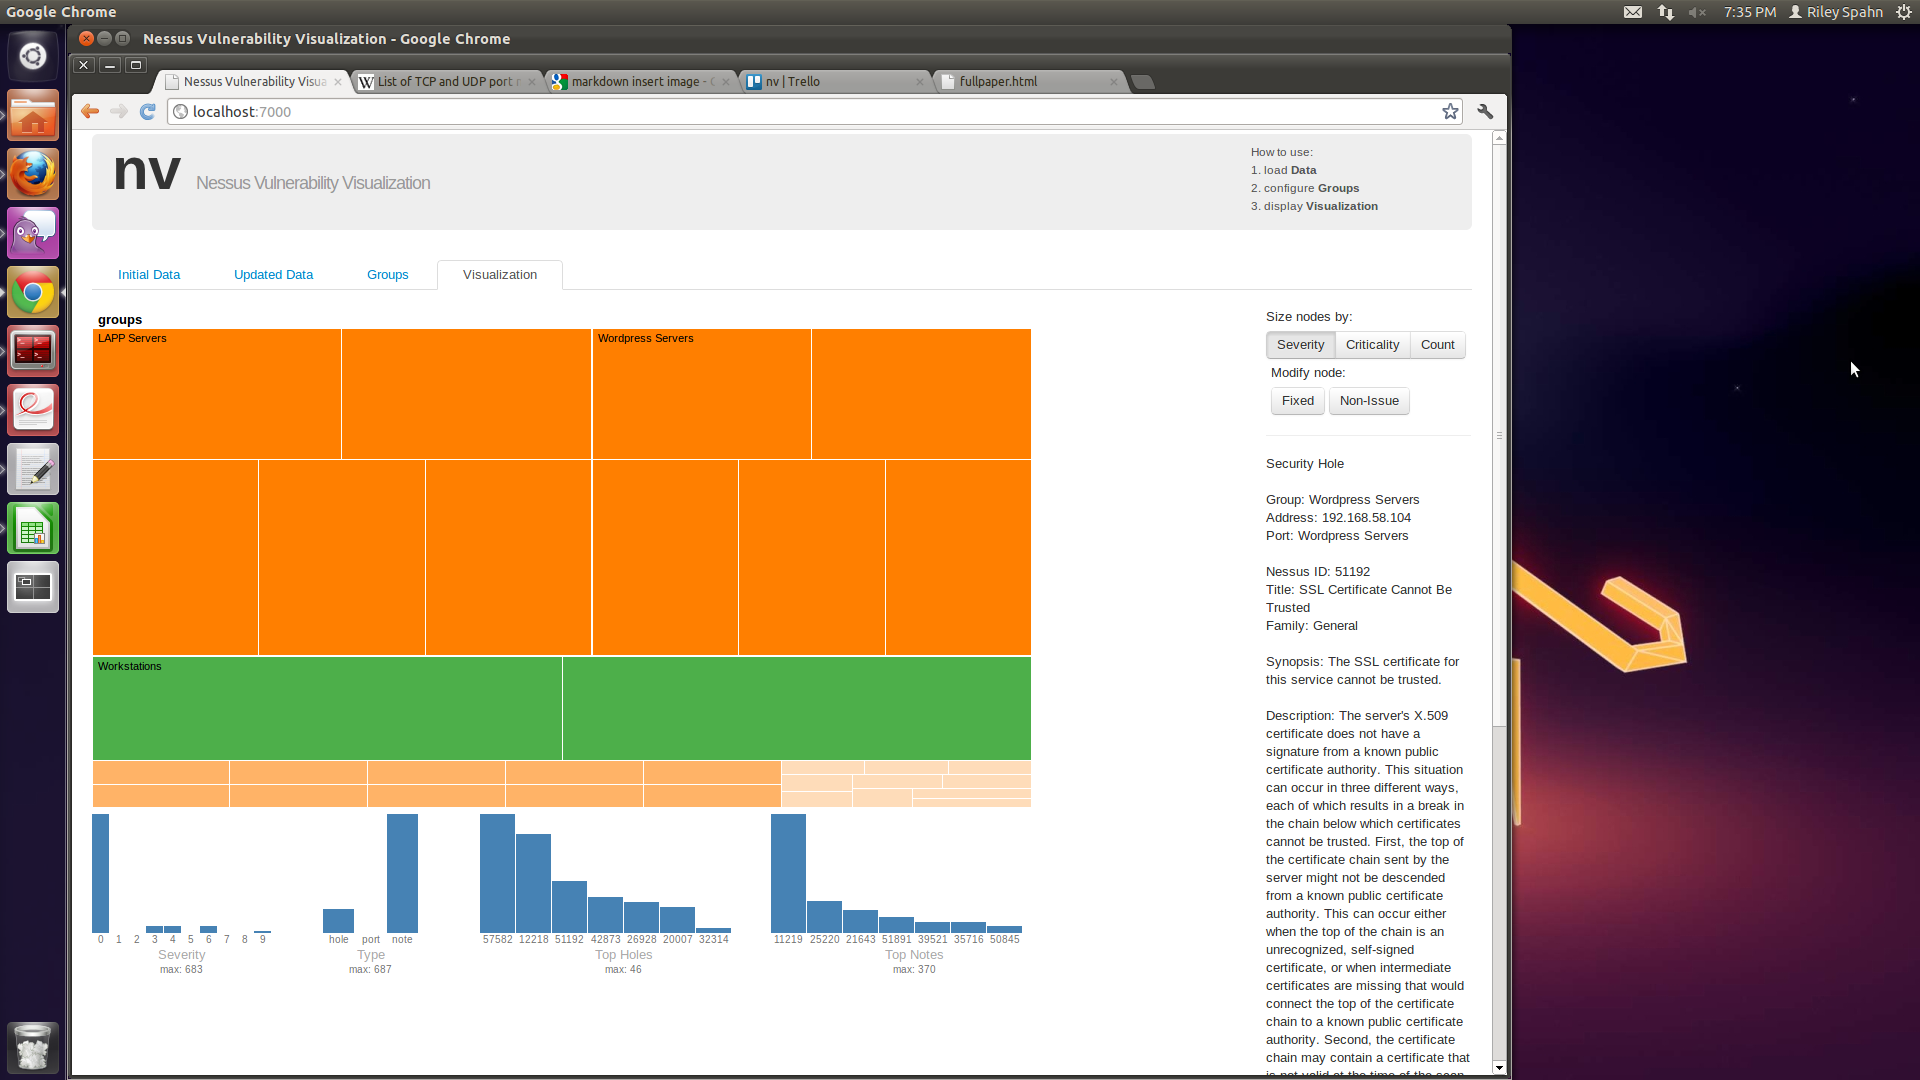 Google Chrome
7:35 PM
Riley Spahn
Nessus Vulnerability Visualization - Google Chrome
Nessus Vulnerability Visua
List of TCP and UDP port
markdown insert image -
nv | Trello
fullpaper.html
localhost:7000
nv Nessus Vulnerability Visualization
How to use:
1. load Data
2. configure Groups
3. display Visualization
Initial Data
Updated Data
Groups
Visualization
groups
LAPP Servers
Wordpress Servers
Workstations
0 1 2 3 4 5 6 7 8 9
Severity
max: 683
hole port note
Type
max: 687
57582 12218 51192 42873 26928 20007 32314
Top Holes
max: 46
11219 25220 21643 51891 39521 35716 50845
Top Notes
max: 370
Size nodes by:
Severity Criticality Count
Modify node:
Fixed Non-Issue
Security Hole
Group: Wordpress Servers
Address: 192.168.58.104
Port: Wordpress Servers
Nessus ID: 51192
Title: SSL Certificate Cannot Be
Trusted
Family: General
Synopsis: The SSL certificate for
this service cannot be trusted.
Description: The server's X.509
certificate does not have a
signature from a known public
certificate authority. This situation
can occur in three different ways,
each of which results in a break in
the chain below which certificates
cannot be trusted. First, the top of
the certificate chain sent by the
server might not be descended
from a known public certificate
authority. This can occur either
when the top of the chain is an
unrecognized, self-signed
certificate, or when intermediate
certificates are missing that would
connect the top of the certificate
chain to a known public certificate
authority. Second, the certificate
chain may contain a certificate that
is not valid at the time of the scan